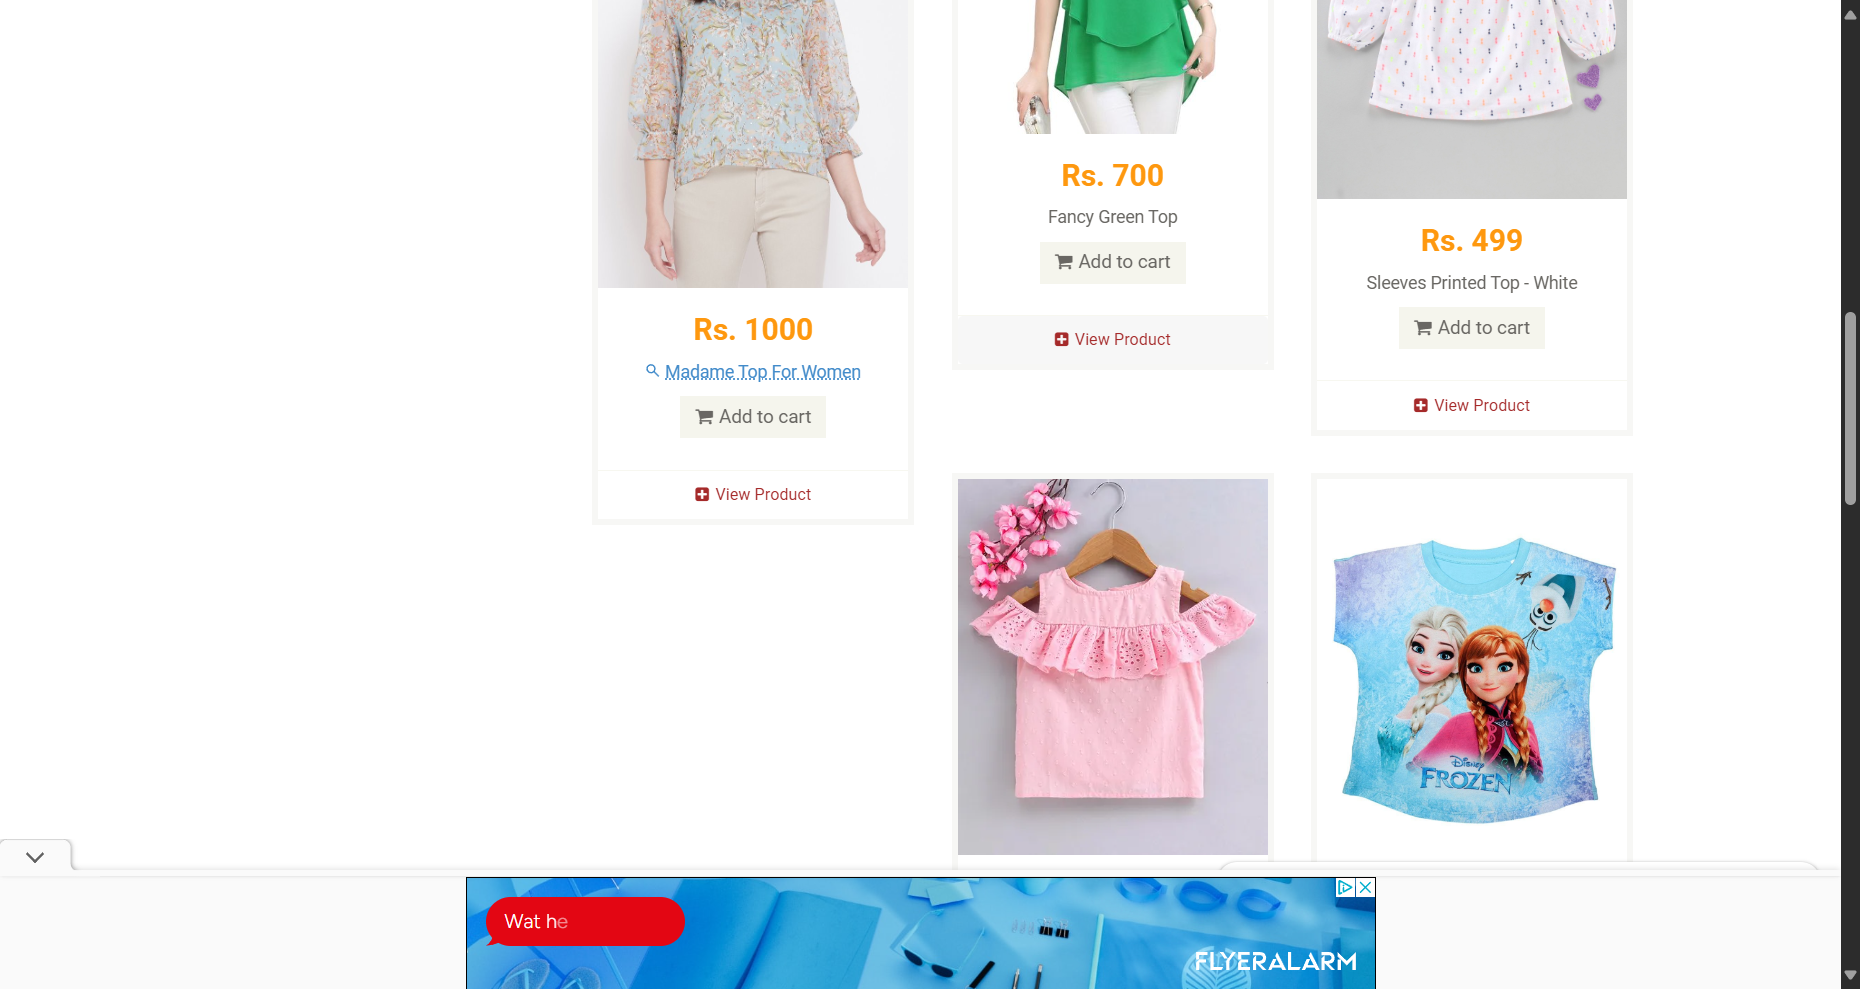 Rs. 1000
Madame Top For Women
Add to cart
View Product
Rs. 700
Fancy Green Top
Add to cart
View Product
Rs. 499
Sleeves Printed Top - White
Add to cart
View Product
Disney
FROZEN
Wat he
FLYERALARM